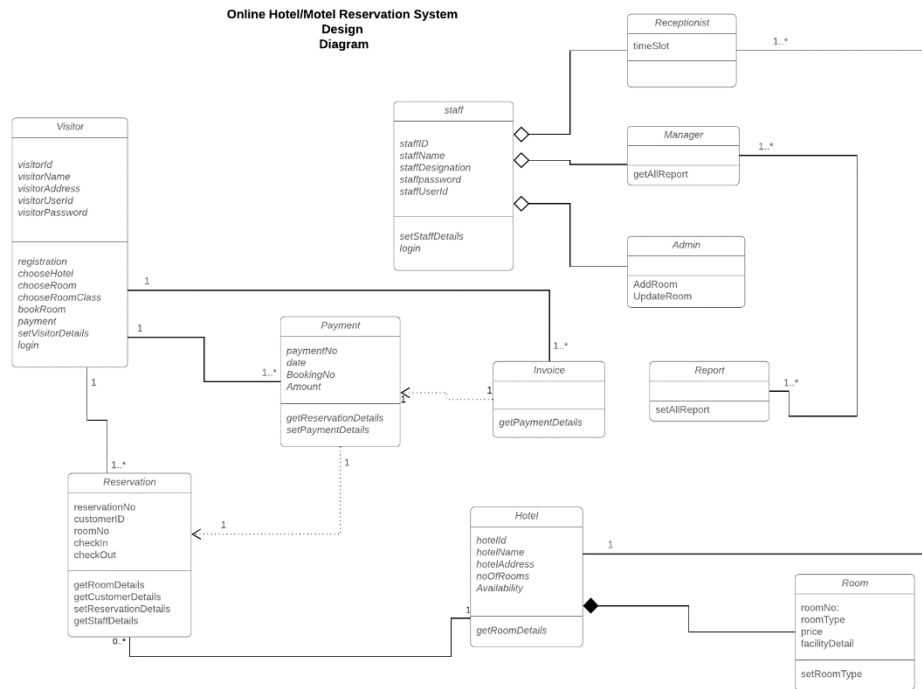 Online Hotel/Motel Reservation System
Design
Diagram
Receptionist
timeSlot
1..*
staff
staffID
staffName
staffDesignation
staffpassword
staffUserId
setStaffDetails
login
Manager
getAllReport
1..*
Admin
AddRoom
UpdateRoom
Visitor
visitorId
visitorName
visitorAddress
visitorUserId
visitorPassword
registration
chooseHotel
chooseRoom
chooseRoomClass
bookRoom
payment
setVisitorDetails
login
1
1
1
1..*
1..*
1..*
Payment
paymentNo
date
BookingNo
Amount
getReservationDetails
setPaymentDetails
1
1
Invoice
getPaymentDetails
Report
setAllReport
1..*
1
1
Reservation
reservationNo
customerID
roomNo
checkIn
checkOut
getRoomDetails
getCustomerDetails
setReservationDetails
getStaffDetails
0..*
1
Hotel
hotelId
hotelName
hotelAddress
noOfRooms
Availability
getRoomDetails
1
Room
roomNo:
roomType
price
facilityDetail
setRoomType